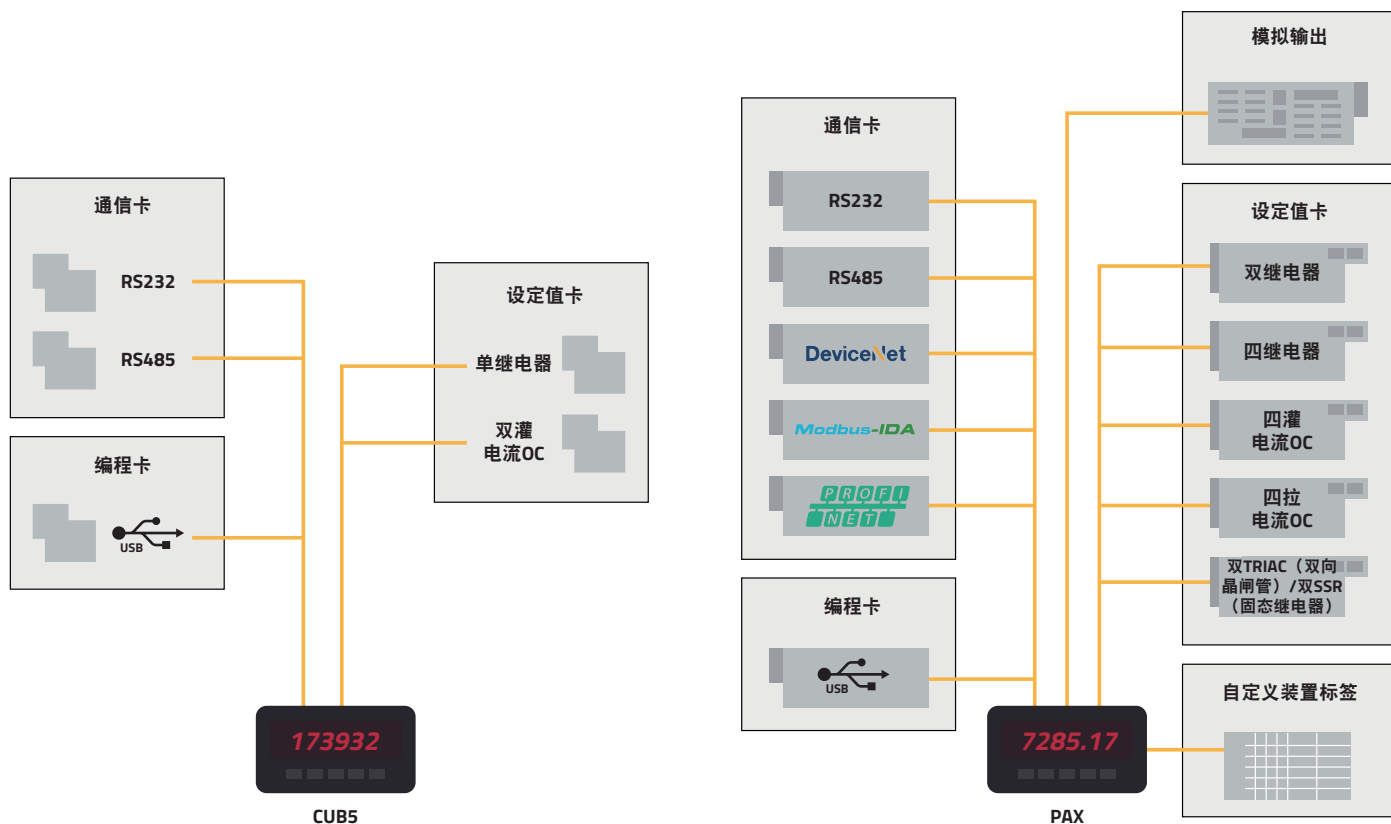 通信卡
RS232
RS485
编程卡
USB
设定值卡
单继电器
双灌
电流OC
173932
CUB5
通信卡
RS232
RS485
DeviceNet
Modbus-IDA
PROFI
NET
编程卡
USB
模拟输出
设定值卡
双继电器
四继电器
四灌
电流OC
四拉
电流OC
双TRIAC（双向
晶闸管）/双SSR
（固态继电器）
自定义装置标签
7285.17
PAX